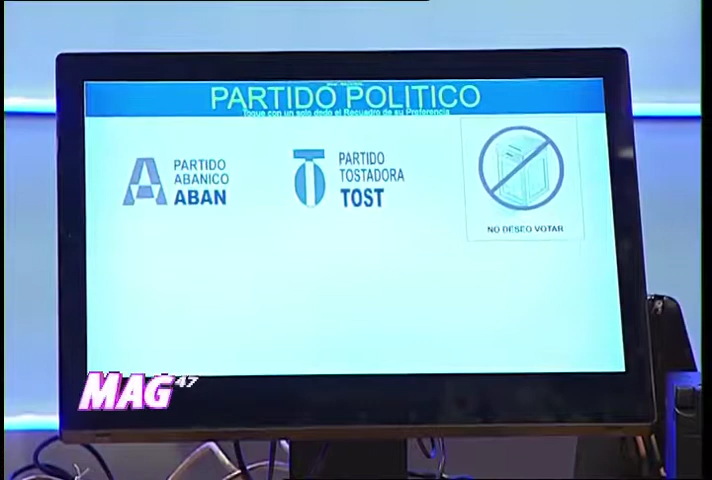 PARTIDO POLITICO
Toque con un solo dedo el Recuadro de su Preferencia
PARTIDO
ABANICO
ABAN
PARTIDO
TOSTADORA
TOST
NO DESEO VOTAR
MAG 47